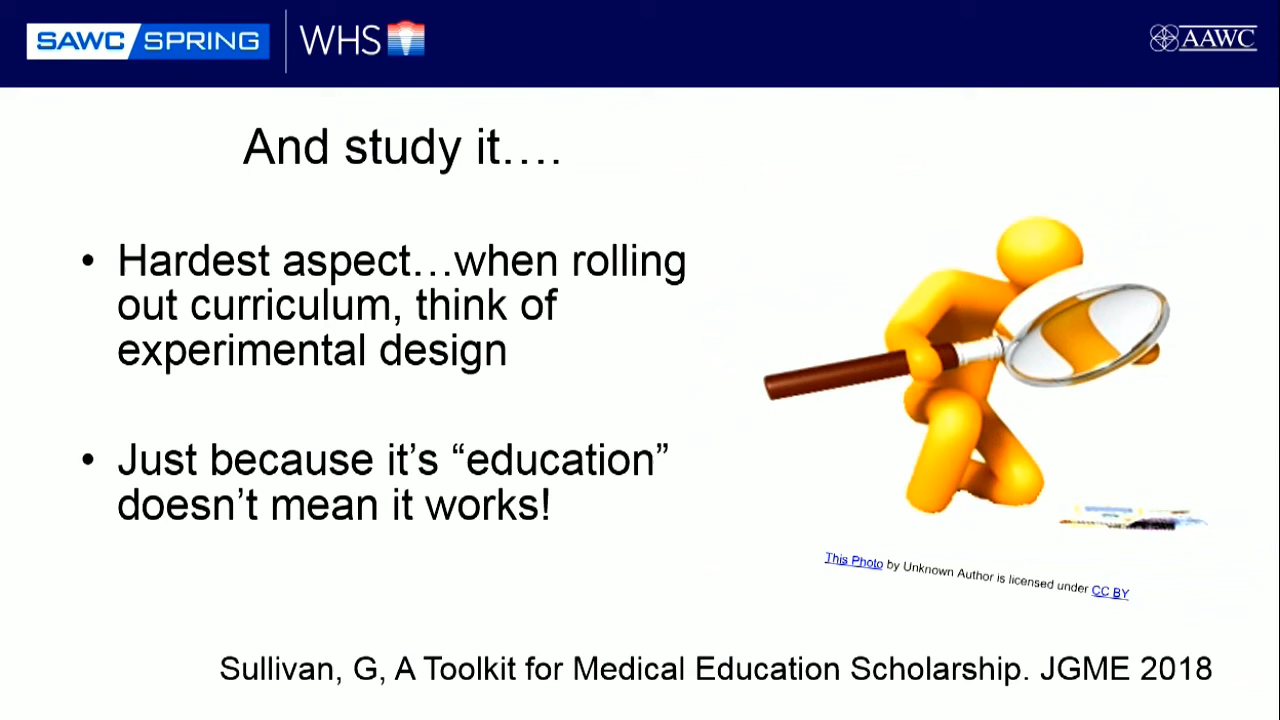 SAWC SPRING WHS AAWC
And study it….
• Hardest aspect…when rolling
out curriculum, think of
experimental design
• Just because it’s “education”
doesn’t mean it works!
This Photo by Unknown Author is licensed under CC BY
Sullivan, G, A Toolkit for Medical Education Scholarship. JGME 2018